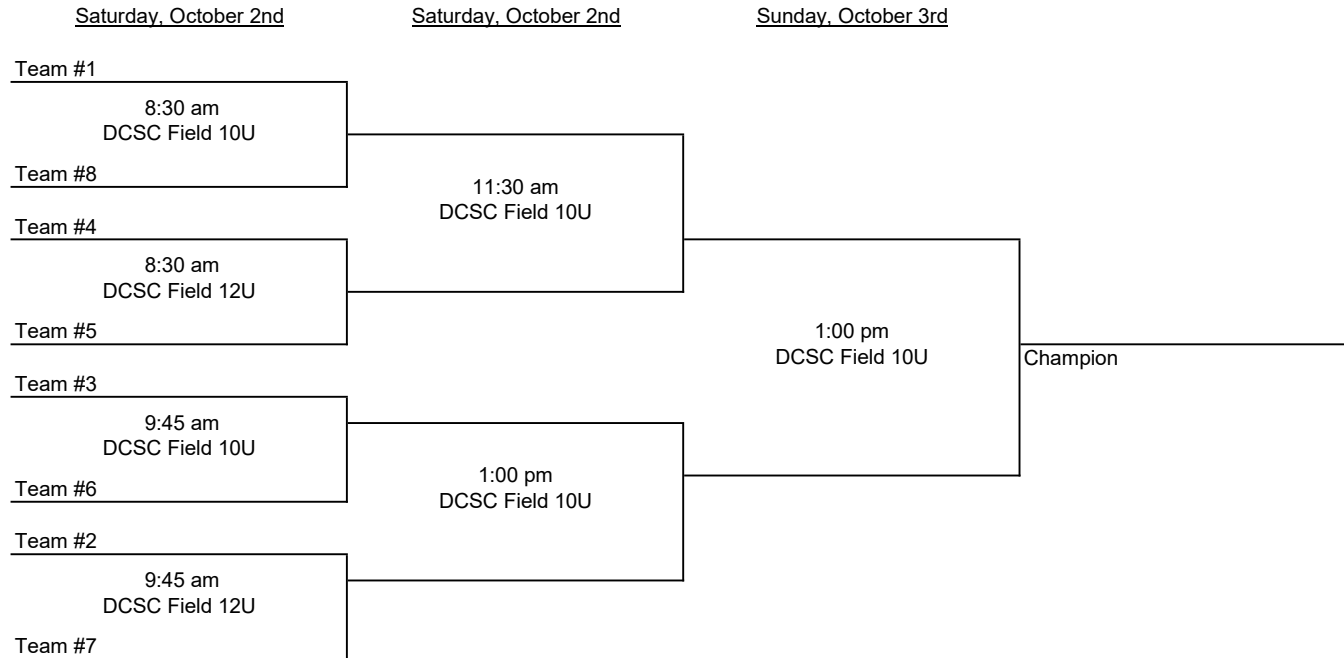 Saturday, October 2nd
Saturday, October 2nd
Sunday, October 3rd
Team #1
8:30 am
DCSC Field 10U
Team #8
11:30 am
DCSC Field 10U
Team #4
8:30 am
DCSC Field 12U
Team #5
1:00 pm
DCSC Field 10U
Champion
Team #3
9:45 am
DCSC Field 10U
Team #6
1:00 pm
DCSC Field 10U
Team #2
9:45 am
DCSC Field 12U
Team #7